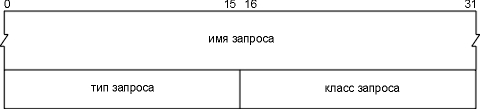 0 15 16 31
имя запроса
тип запроса класс запроса